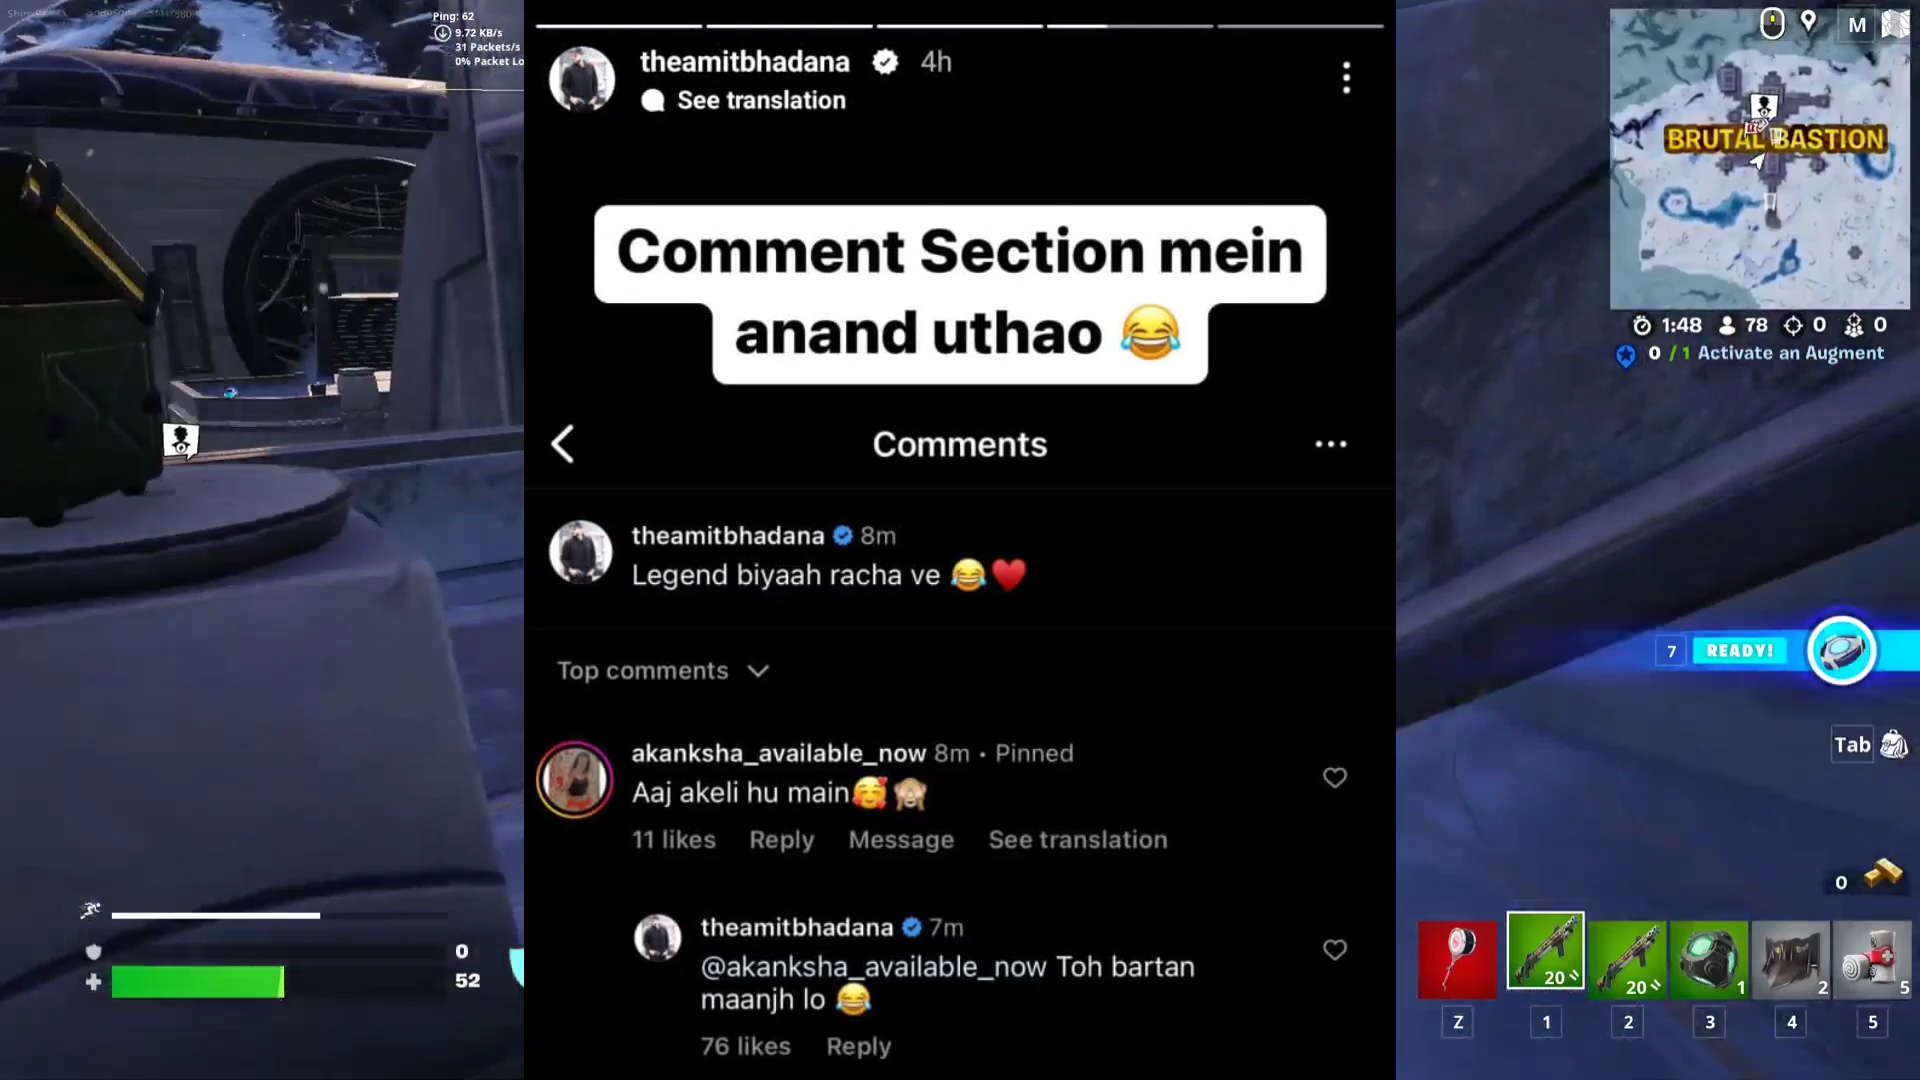 Ping: 62
9.72 KB/s
31 Packets/s
0% Packet Lo
theamitbhadana 4h
See translation
Comment Section mein
anand uthao 😂
Comments
theamitbhadana 8m
Legend biyaah racha ve 😂❤️
Top comments
akanksha_available_now 8m • Pinned
Aaj akeli hu main🥰🙈
11 likes Reply Message See translation
theamitbhadana 7m
@akanksha_available_now Toh bartan
maanjh lo 😂
76 likes Reply
M
BRUTAL BASTION
1:48 78 0 0
0 / 1 Activate an Augment
7 READY!
Tab
0
0
52
20 20 1 2 5
Z 1 2 3 4 5